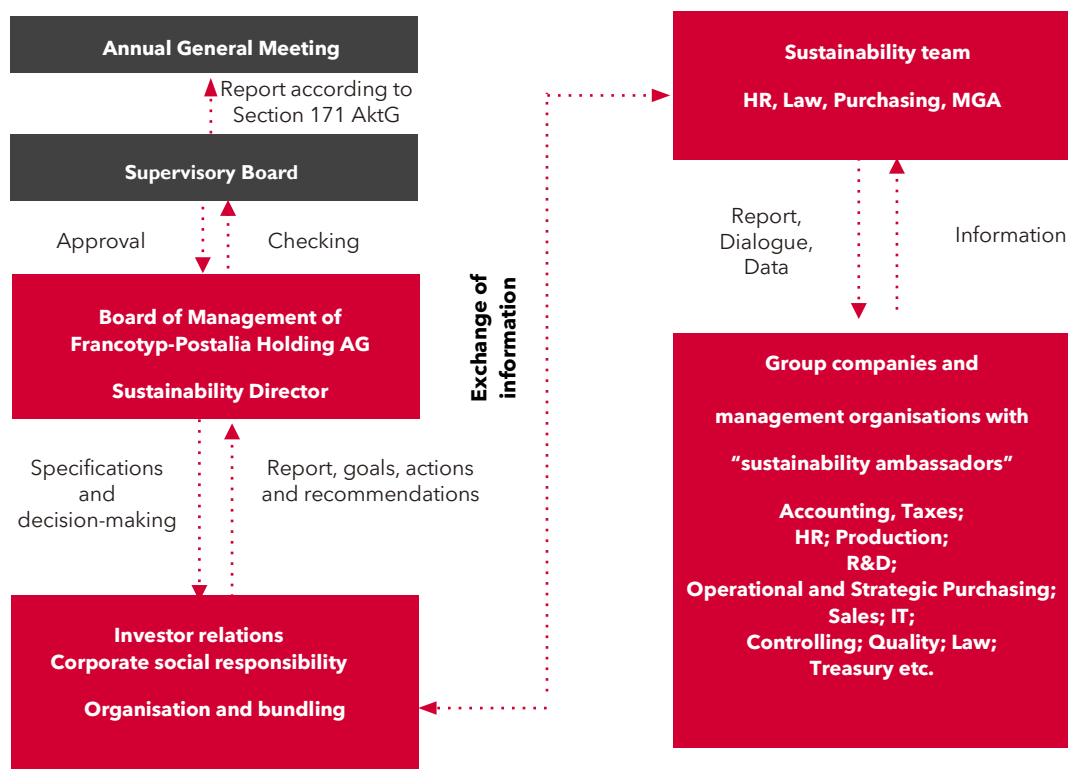 Annual General Meeting
Report according to
Section 171 AktG
Supervisory Board
Approval
Checking
Board of Management of
Francotyp-Postalia Holding AG
Sustainability Director
Specifications
and
decision-making
Report, goals, actions
and recommendations
Investor relations
Corporate social responsibility
Organisation and bundling
Exchange of
information
Sustainability team
HR, Law, Purchasing, MGA
Report,
Dialogue,
Data
Information
Group companies and
management organisations with
“sustainability ambassadors”
Accounting, Taxes;
HR; Production;
R&D;
Operational and Strategic Purchasing;
Sales; IT;
Controlling; Quality; Law;
Treasury etc.